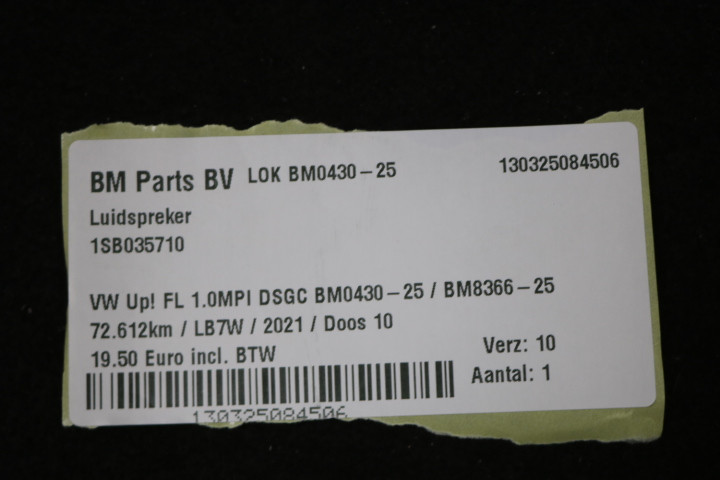 BM Parts BV LOK BM0430-25 130325084506
Luidspreker
1SB035710
VW Up! FL 1.0MPI DSGC BM0430-25 / BM8366-25
72.612km / LB7W / 2021 / Doos 10
19.50 Euro incl. BTW Verz: 10
Aantal: 1
130325084506